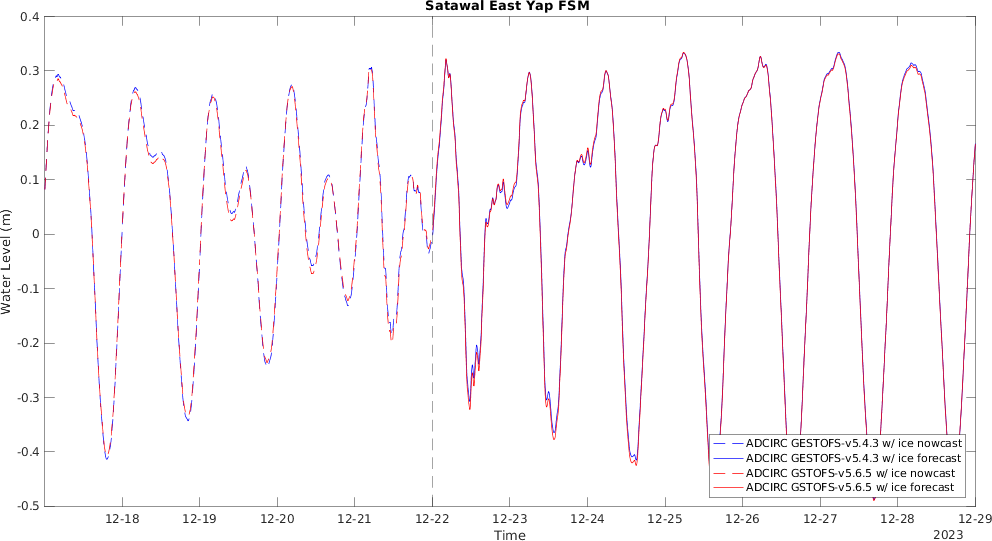 Satawal East Yap FSM
0.4
0.3
0.2
0.1
0
-0.1
-0.2
-0.3
-0.4
-0.5
Water Level (m)
ADCIRC GESTOFS-v5.4.3 w/ ice nowcast
ADCIRC GESTOFS-v5.4.3 w/ ice forecast
ADCIRC GSTOFS-v5.6.5 w/ ice nowcast
ADCIRC GSTOFS-v5.6.5 w/ ice forecast
12-18 12-19 12-20 12-21 12-22 12-23 12-24 12-25 12-26 12-27 12-28 12-29
Time
2023